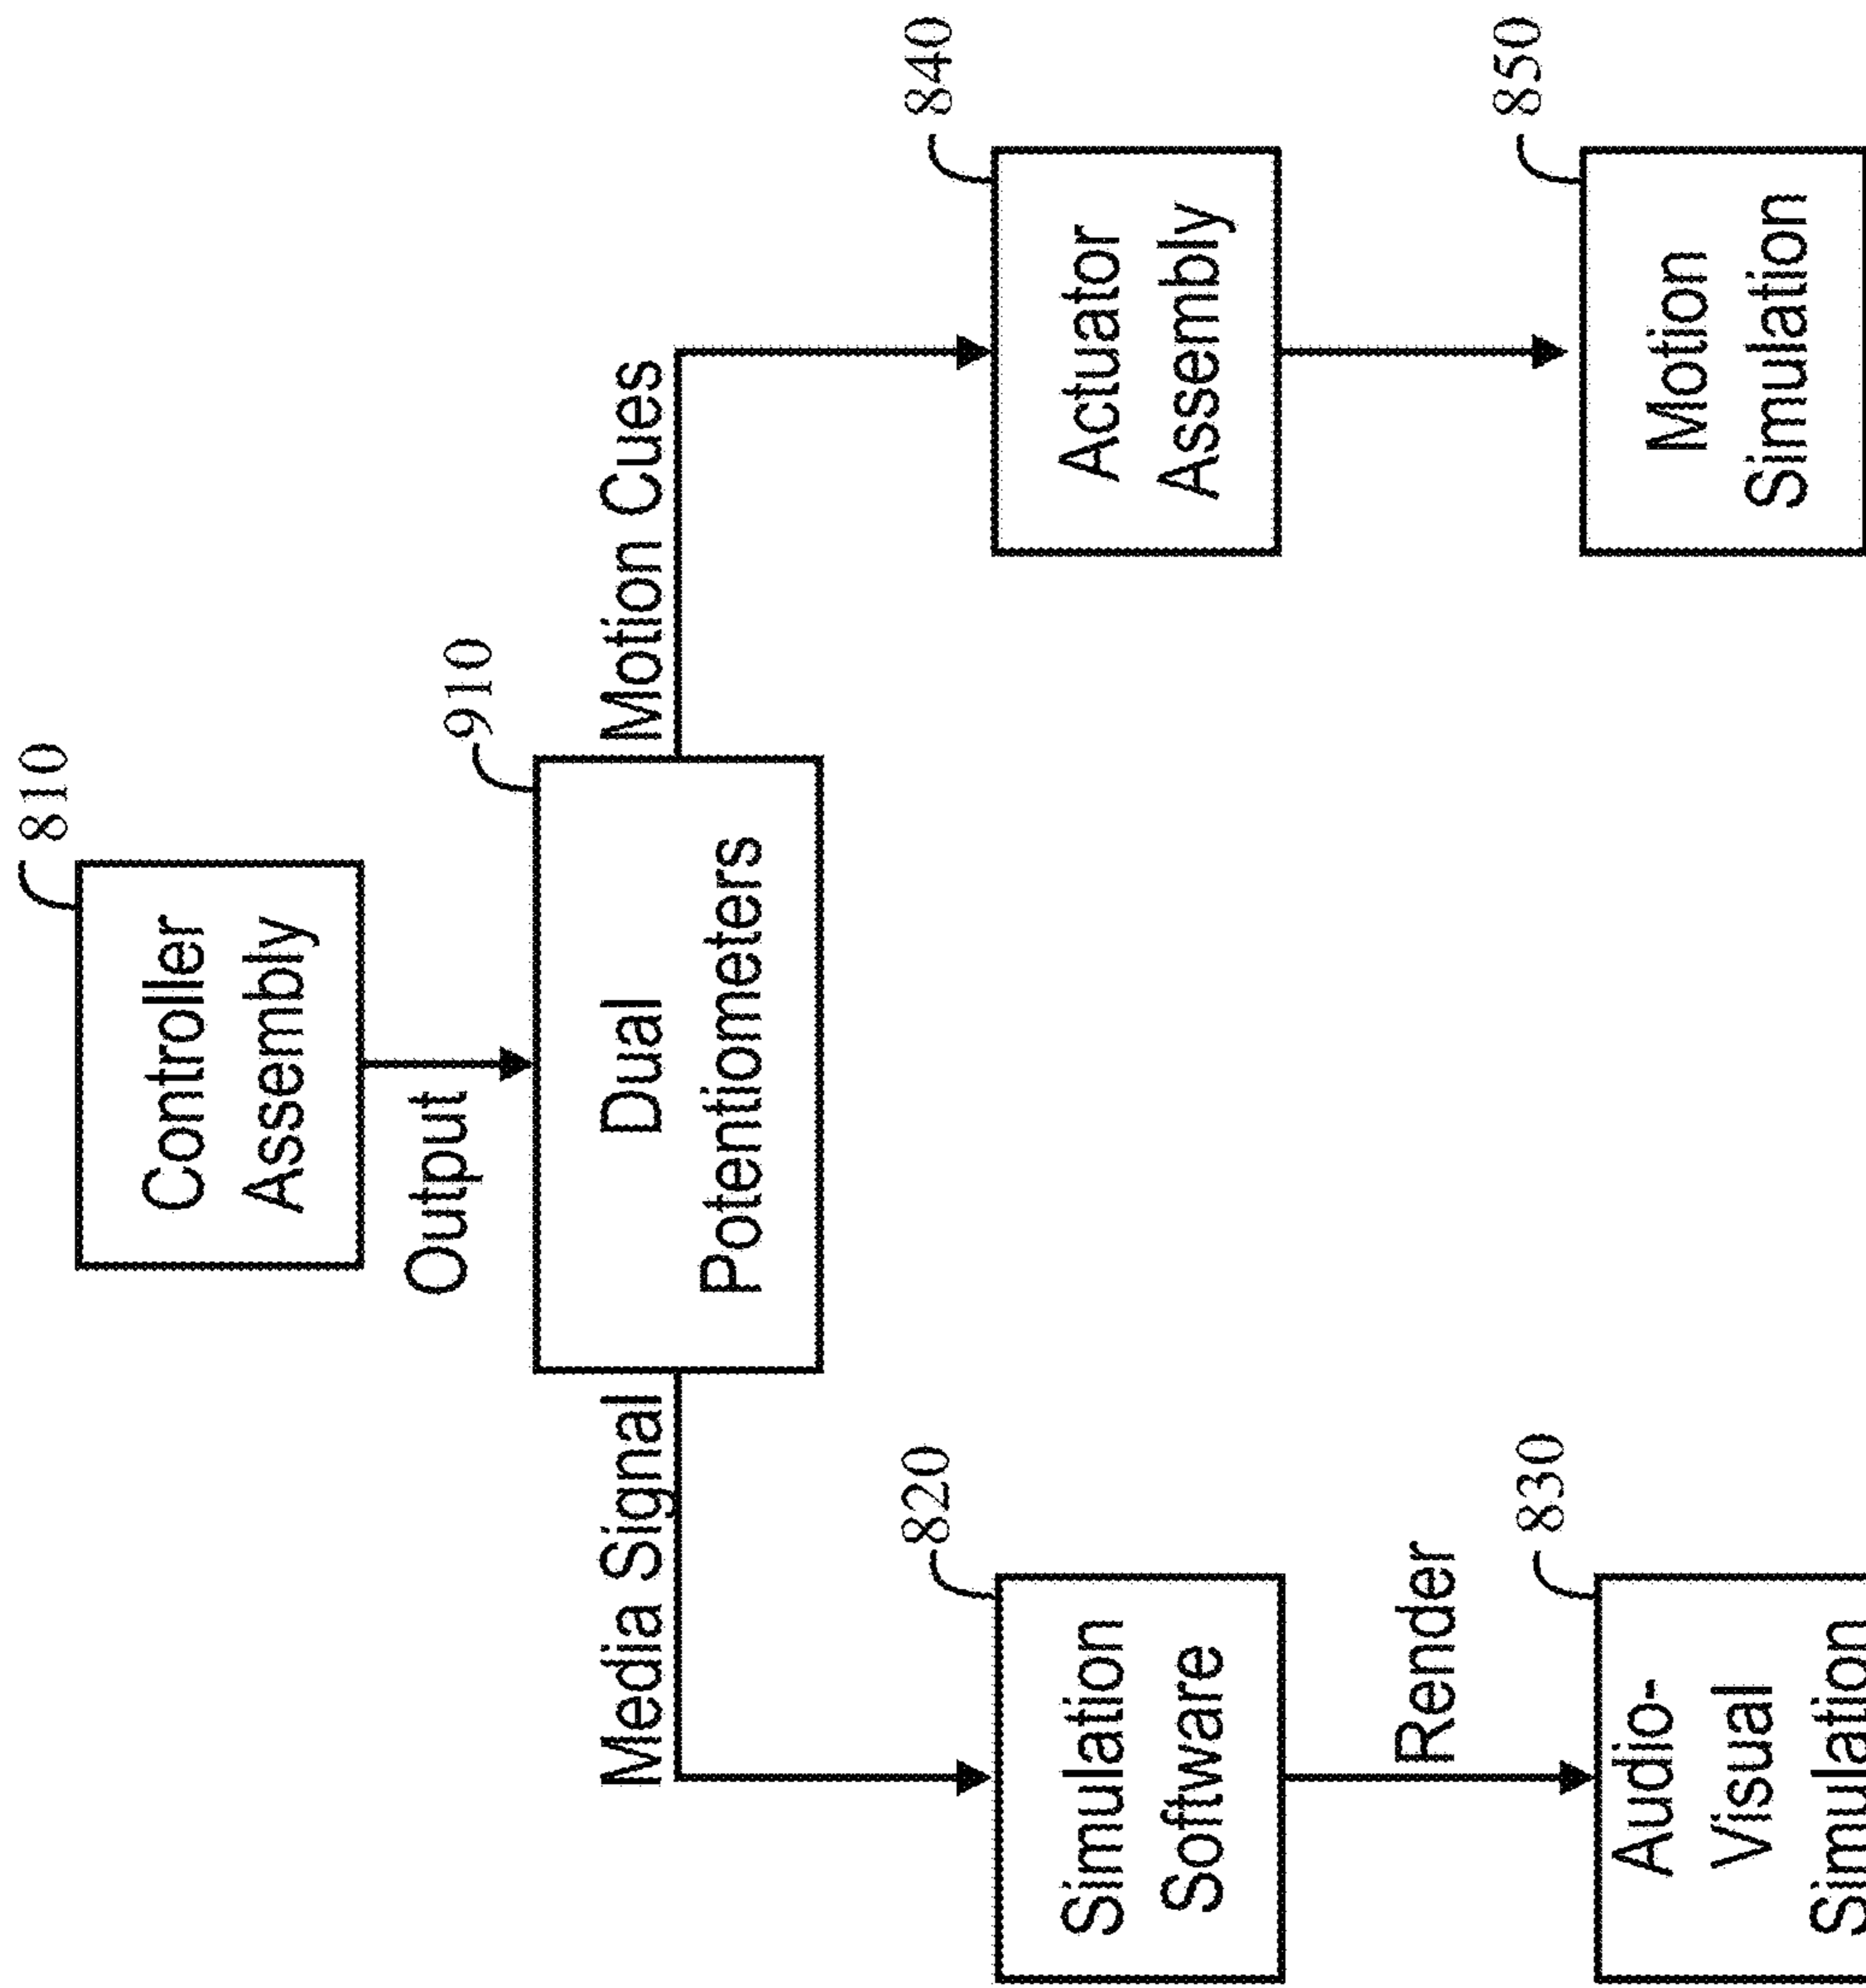 810
Controller
Assembly
Output
910
Dual
Potentiometers
Media Signal
Motion Cues
820
Simulation
Software
840
Actuator
Assembly
Render
830
Audio-
Visual
Simulation
850
Motion
Simulation